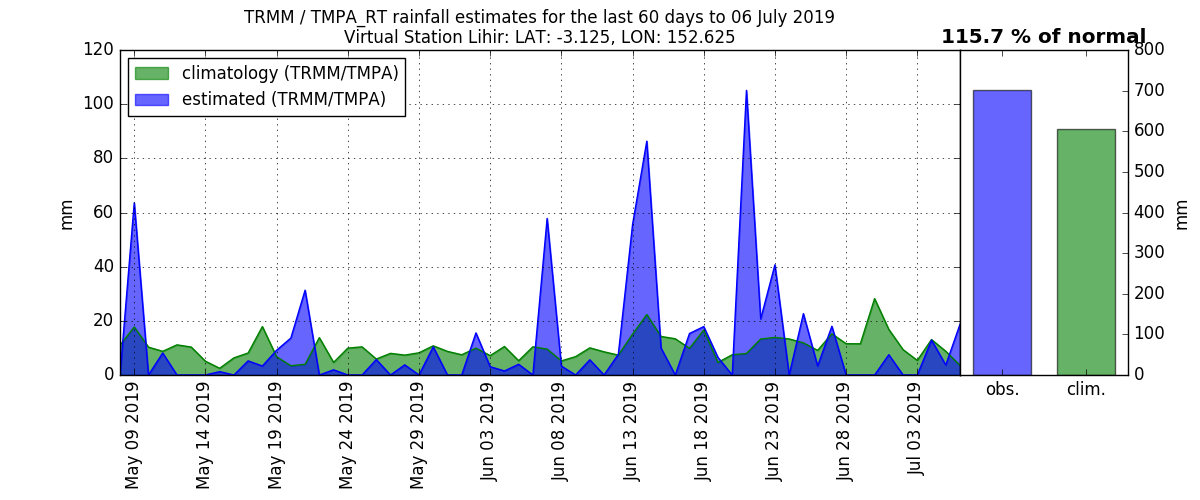 TRMM / TMPA_RT rainfall estimates for the last 60 days to 06 July 2019
Virtual Station Lihir: LAT: -3.125, LON: 152.625
115.7 % of normal
climatology (TRMM/TMPA)
estimated (TRMM/TMPA)
mm
120
100
80
60
40
20
0
May 09 2019
May 14 2019
May 19 2019
May 24 2019
May 29 2019
Jun 03 2019
Jun 08 2019
Jun 13 2019
Jun 18 2019
Jun 23 2019
Jun 28 2019
Jul 03 2019
obs.
clim.
800
700
600
500
400
300
200
100
0
mm